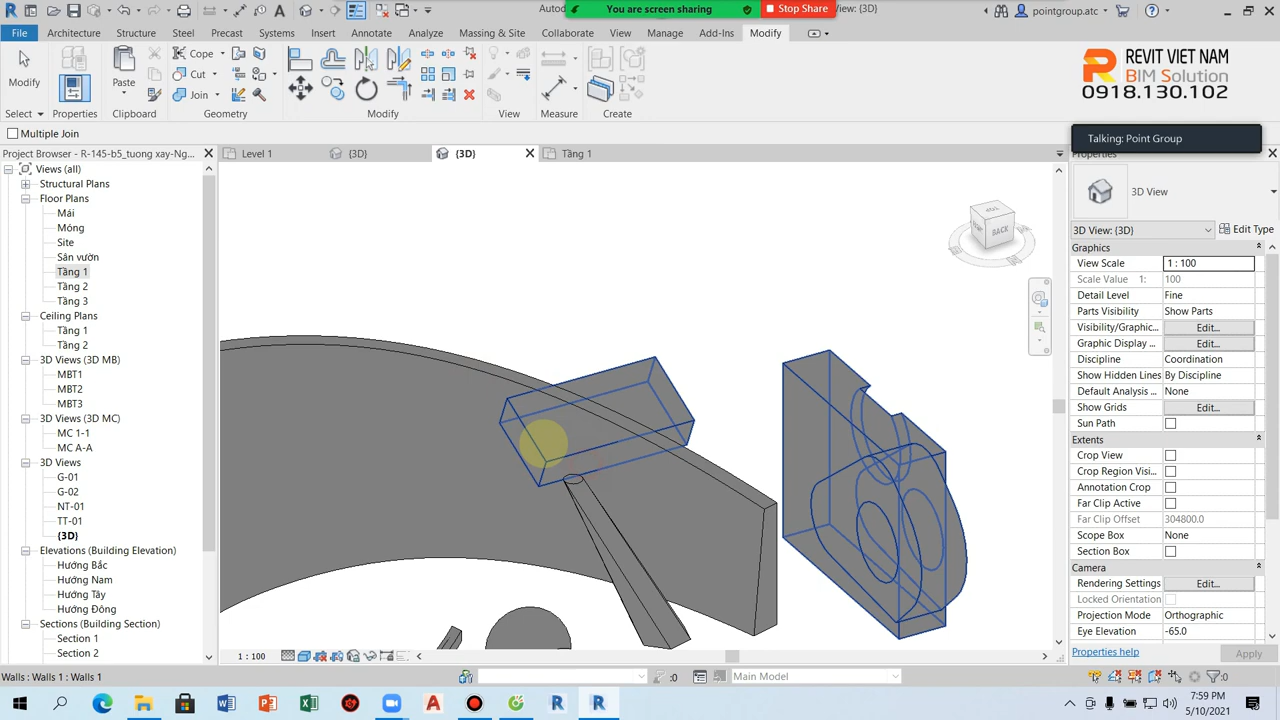 Autod
You are screen sharing
Stop Share
View: {3D}
pointgroup.atc
File
Architecture
Structure
Steel
Precast
Systems
Insert
Annotate
Analyze
Massing & Site
Collaborate
View
Manage
Add-Ins
Modify
REVIT VIET NAM
BIM Solution
0918.130.102
Modify
Paste
Cope
Cut
Join
Select
Properties
Clipboard
Geometry
Modify
View
Measure
Create
Multiple Join
Talking: Point Group
Project Browser - R-145-b5_tuong xay-Ng...
Level 1
{3D}
{3D}
Tầng 1
Properties
Views (all)
Structural Plans
Floor Plans
Mái
Móng
Site
Sân vườn
Tầng 1
Tầng 2
Tầng 3
Ceiling Plans
Tầng 1
Tầng 2
3D Views (3D MB)
MBT1
MBT2
MBT3
3D Views (3D MC)
MC 1-1
MC A-A
3D Views
G-01
G-02
NT-01
TT-01
{3D}
Elevations (Building Elevation)
Hướng Bắc
Hướng Nam
Hướng Tây
Hướng Đông
Sections (Building Section)
Section 1
Section 2
BACK
TOP
3D View
3D View: {3D}
Edit Type
Graphics
View Scale 1 : 100
Scale Value 1: 100
Detail Level Fine
Parts Visibility Show Parts
Visibility/Graphic... Edit...
Graphic Display ... Edit...
Discipline Coordination
Show Hidden Lines By Discipline
Default Analysis ... None
Show Grids Edit...
Sun Path
Extents
Crop View
Crop Region Visi...
Annotation Crop
Far Clip Active
Far Clip Offset 304800.0
Scope Box None
Section Box
Camera
Rendering Settings Edit...
Locked Orientation
Projection Mode Orthographic
Eye Elevation -65.0
Properties help
Apply
1 : 100
Walls : Walls 1 : Walls 1
:0
Main Model
:0
7:59 PM
5/10/2021